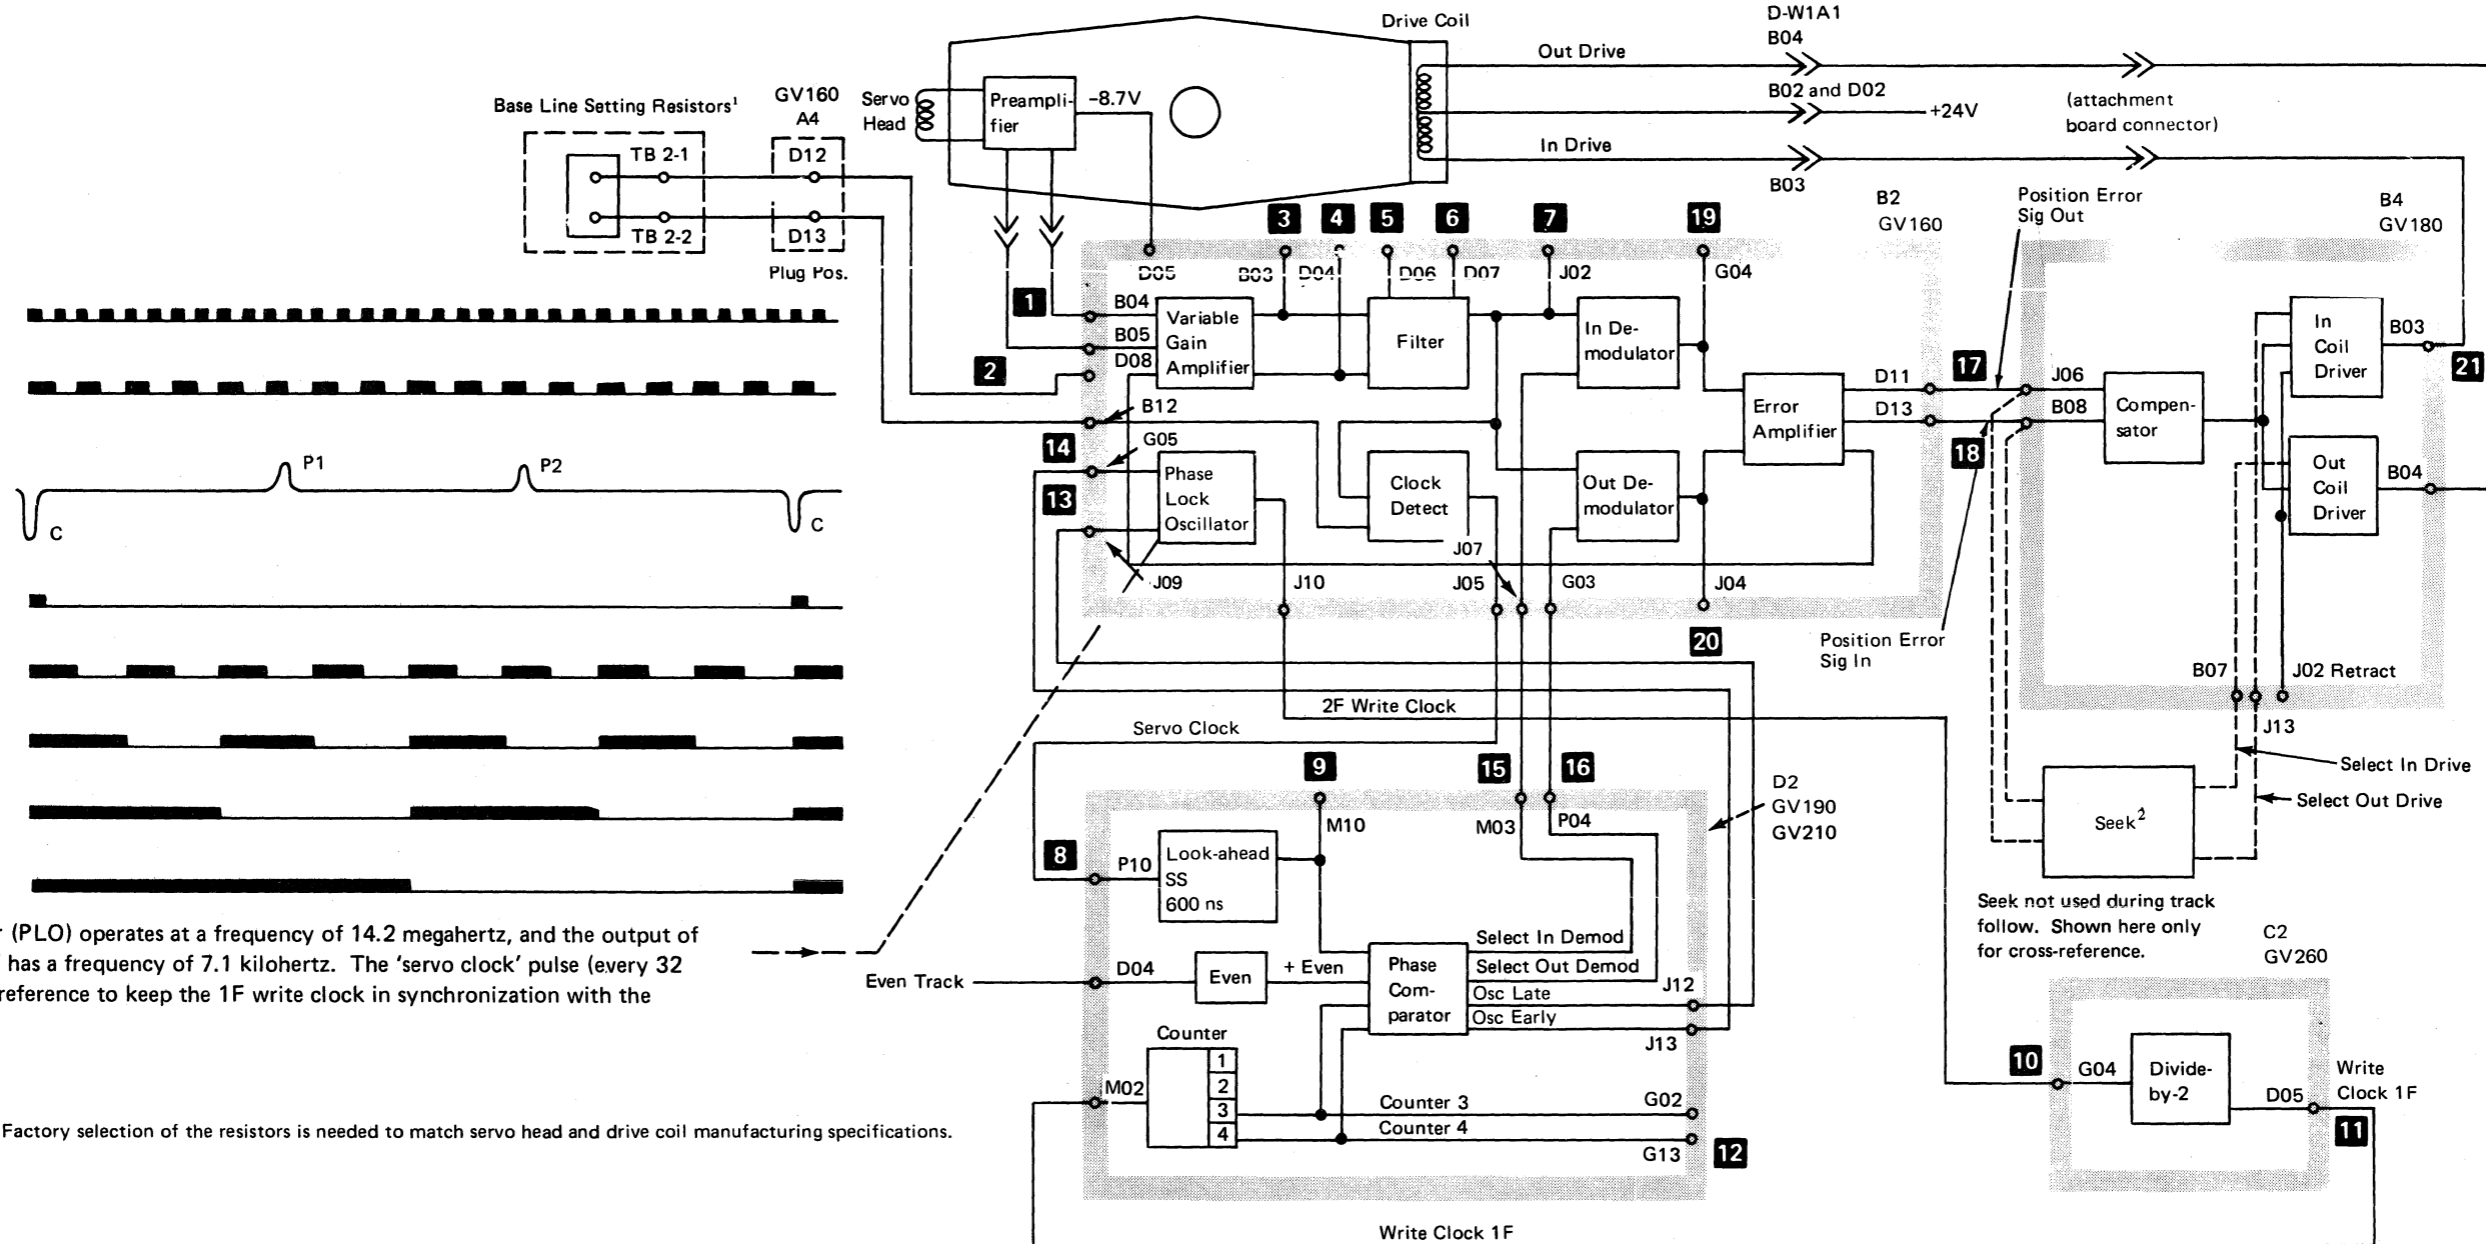 Drive Coil
D-W1A1
B04
Out Drive
B02 and D02
+24V
(attachment
board connector)
In Drive
B03
Base Line Setting Resistors¹
GV160
A4
TB 2-1
D12
TB 2-2
D13
Plug Pos.
Servo
Head
Preampli-
fier
-8.7V
3
4
5
6
7
19
B2
GV160
Position Error
Sig Out
B4
GV180
D05
B03
D04
D06
D07
J02
G04
1
B04
B05
D08
2
Variable
Gain
Amplifier
Filter
In De-
modulator
B12
14
G05
13
Phase
Lock
Oscillator
Clock
Detect
Out De-
modulator
Error
Amplifier
D11
D13
17
18
J06
B08
Compen-
sator
In
Coil
Driver
B03
21
Out
Coil
Driver
B04
J07
J09
J10
J05
G03
J04
20
Position Error
Sig In
B07
J02 Retract
J13
P1
P2
C
C
2F Write Clock
Servo Clock
9
15
16
D2
GV190
GV210
M10
M03
P04
8
P10
Look-ahead
SS
600 ns
Select In Drive
Select Out Drive
Seek²
Seek not used during track
follow. Shown here only
for cross-reference.
(PLO) operates at a frequency of 14.2 megahertz, and the output of
has a frequency of 7.1 kilohertz. The 'servo clock' pulse (every 32
reference to keep the 1F write clock in synchronization with the
Even Track
D04
Even
+ Even
Phase
Com-
parator
Select In Demod
Select Out Demod
Osc Late
Osc Early
J12
J13
Counter
1
2
3
4
M02
Counter 3
Counter 4
G02
G13
12
C2
GV260
10
G04
Divide-
by-2
D05
Write
Clock 1F
11
Factory selection of the resistors is needed to match servo head and drive coil manufacturing specifications.
Write Clock 1F